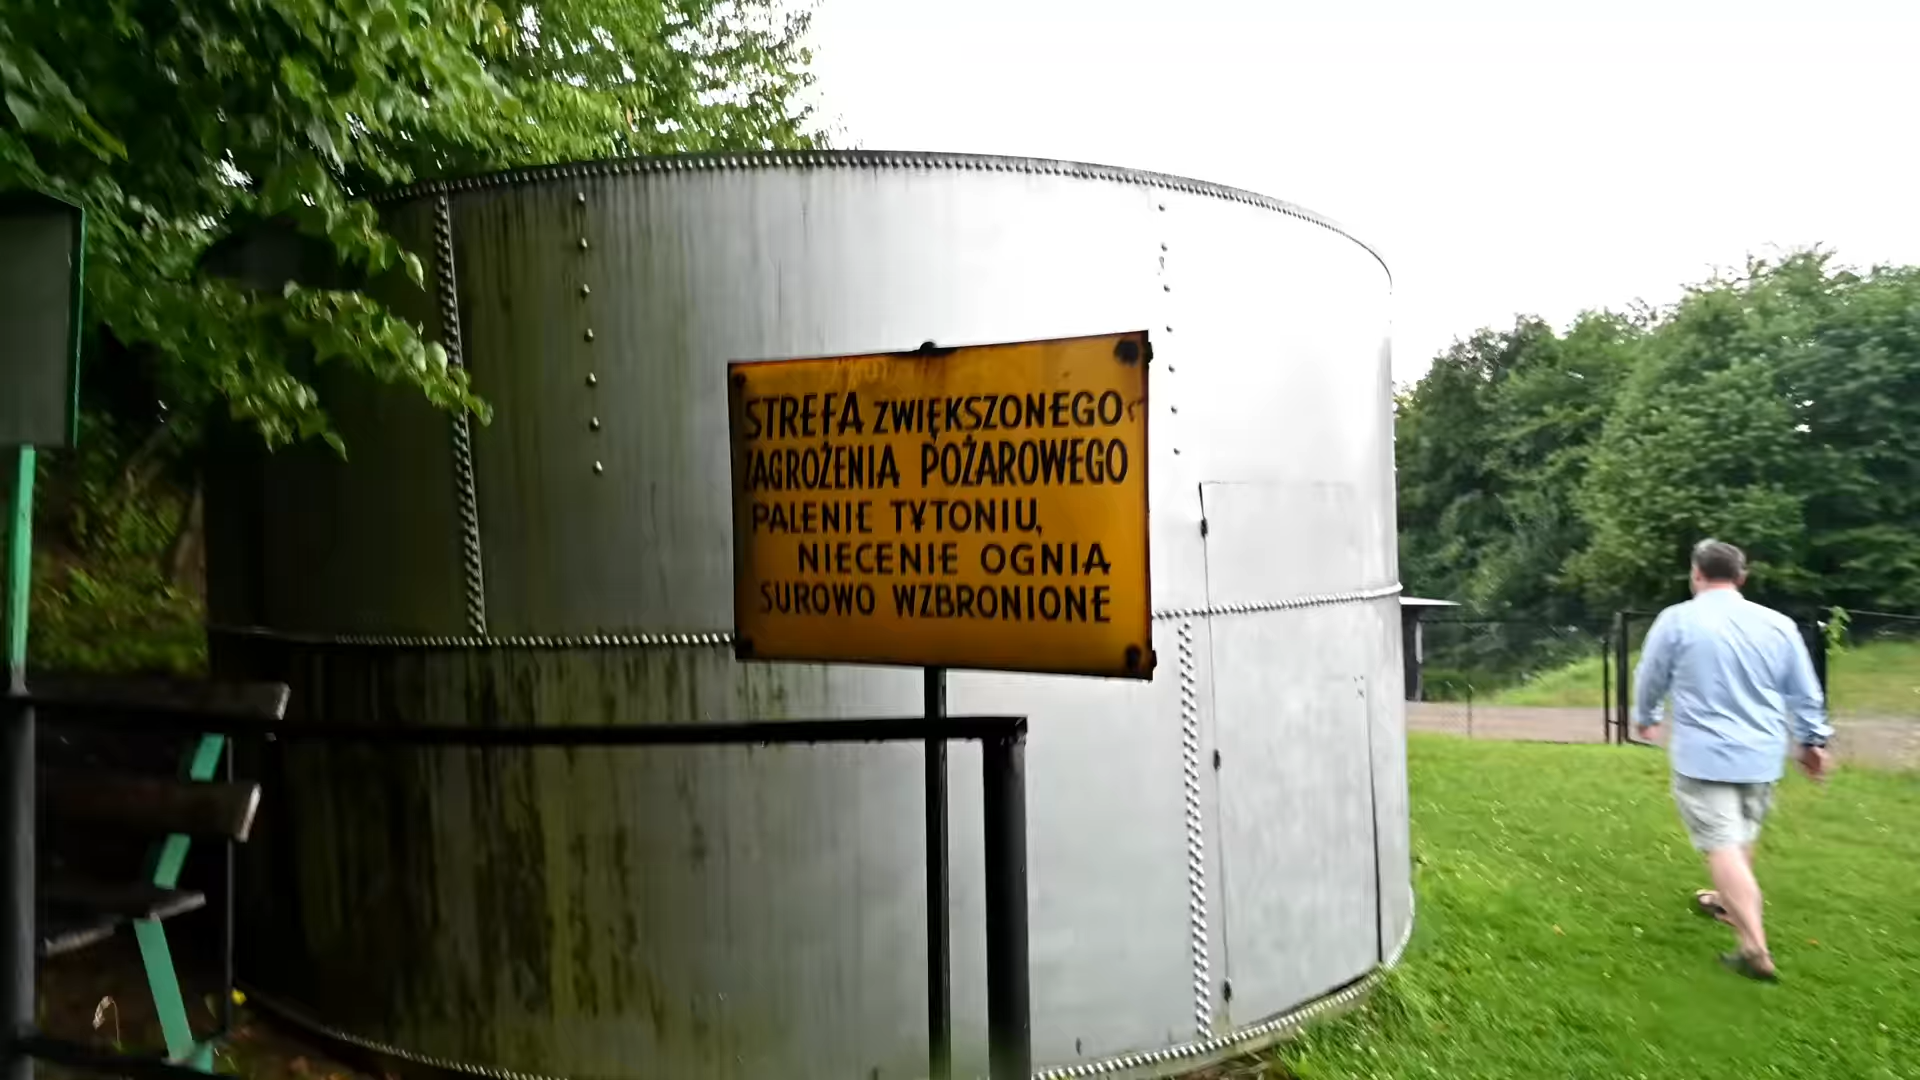 STREFA ZWIĘKSZONEGO
ZAGROŻENIA POŻAROWEGO
PALENIE TYTONIU,
NIECENIE OGNIA
SUROWO WZBRONIONE